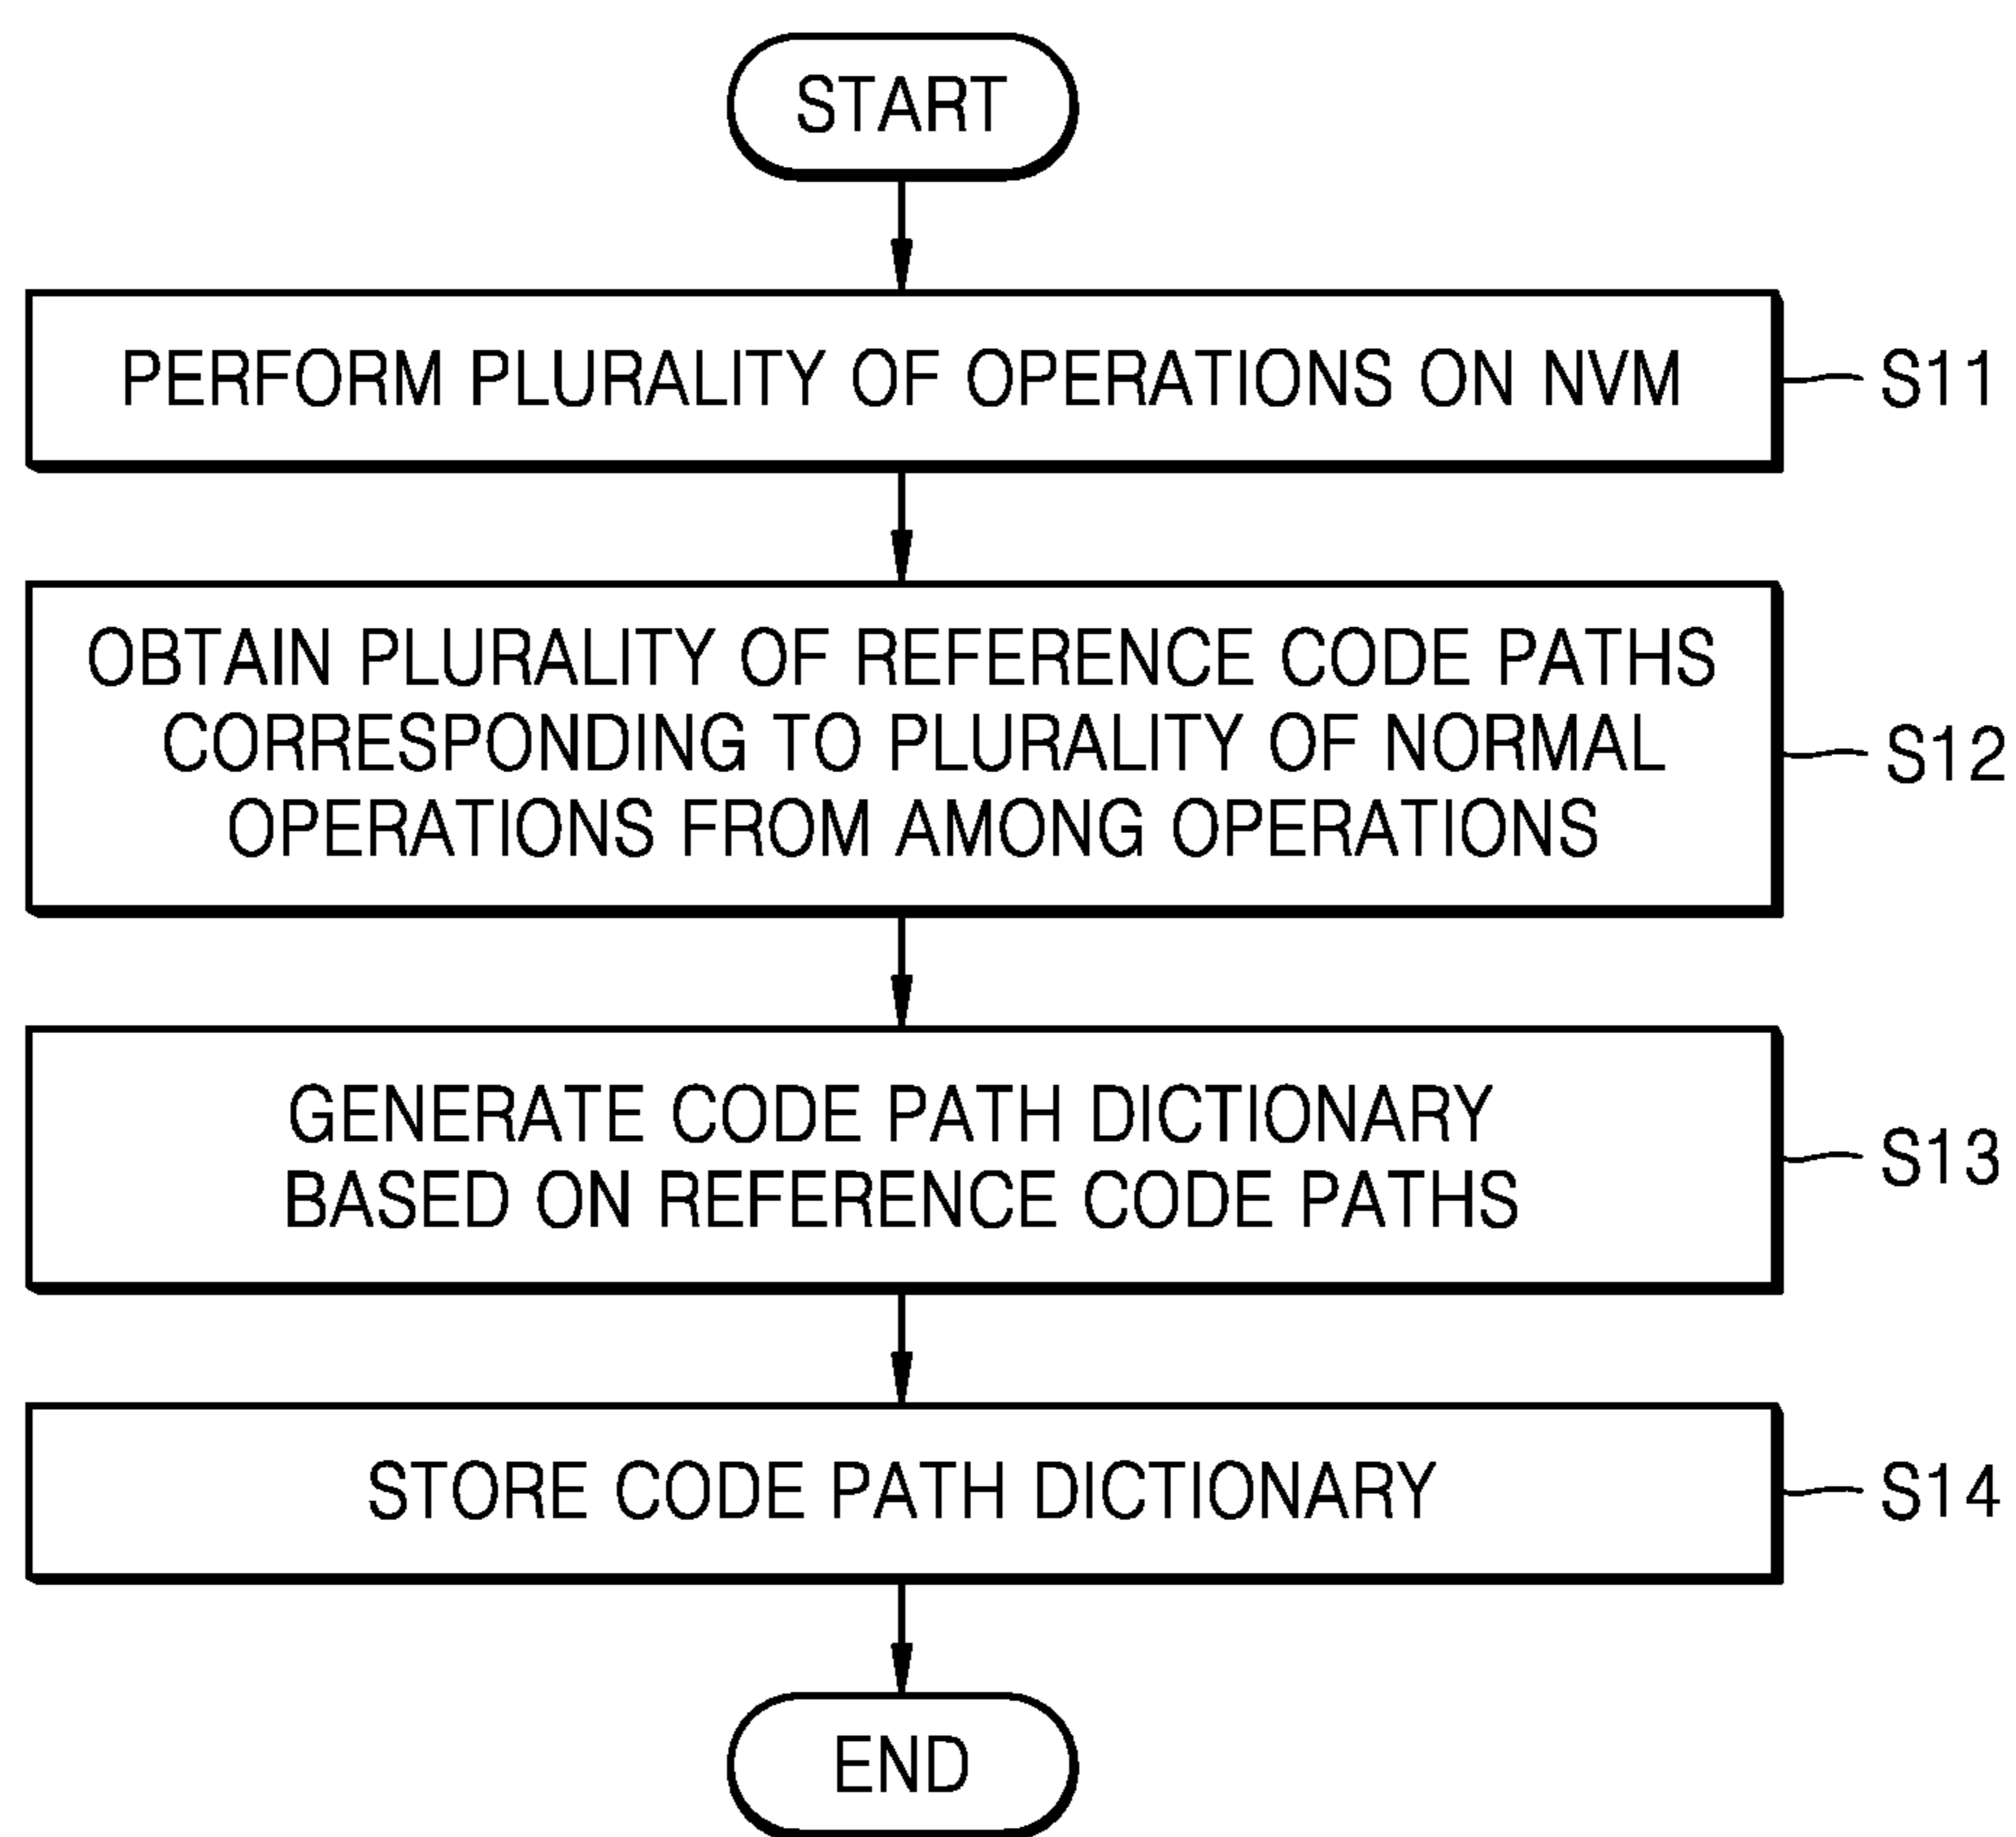 START
PERFORM PLURALITY OF OPERATIONS ON NVM
S11
OBTAIN PLURALITY OF REFERENCE CODE PATHS
CORRESPONDING TO PLURALITY OF NORMAL
OPERATIONS FROM AMONG OPERATIONS
S12
GENERATE CODE PATH DICTIONARY
BASED ON REFERENCE CODE PATHS
S13
STORE CODE PATH DICTIONARY
S14
END